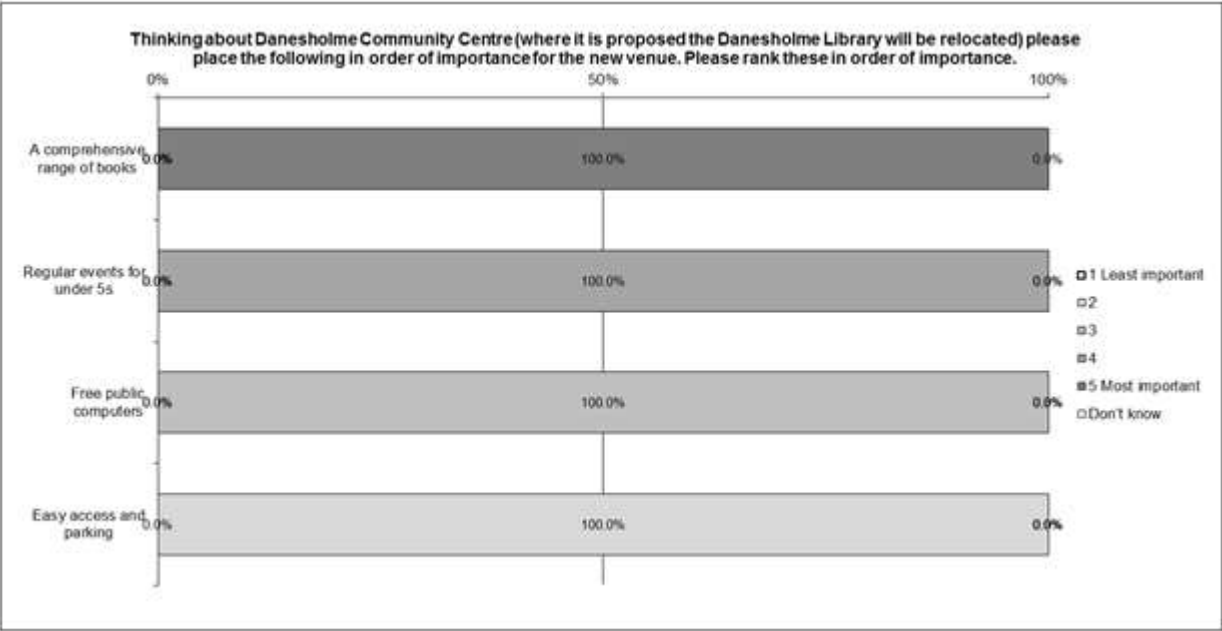 Thinking about Danesholme Community Centre (where it is proposed the Danesholme Library will be relocated) please
place the following in order of importance for the new venue. Please rank these in order of importance.
0% 50% 100%
A comprehensive
range of books
0.0% 100.0% 0.0%
Regular events for
under 5s
0.0% 100.0% 0.0%
Free public
computers
0.0% 100.0% 0.0%
Easy access and
parking
0.0% 100.0% 0.0%
1 Least important
2
3
4
5 Most important
Don't know